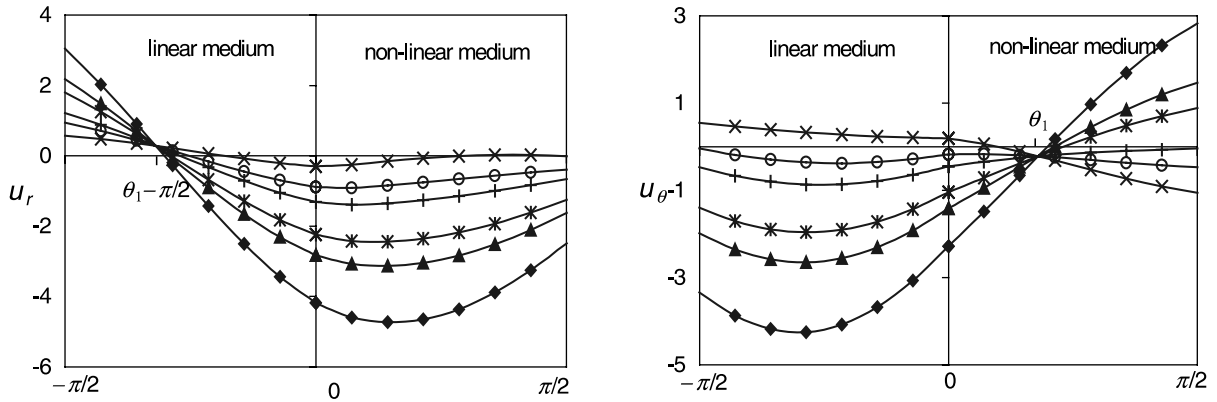 4
2
0
-2
-4
-6
u_r
linear medium
non-linear medium
θ₁−π/2
−π/2
0
π/2
3
1
u_θ -1
-3
-5
linear medium
non-linear medium
θ₁
−π/2
0
π/2